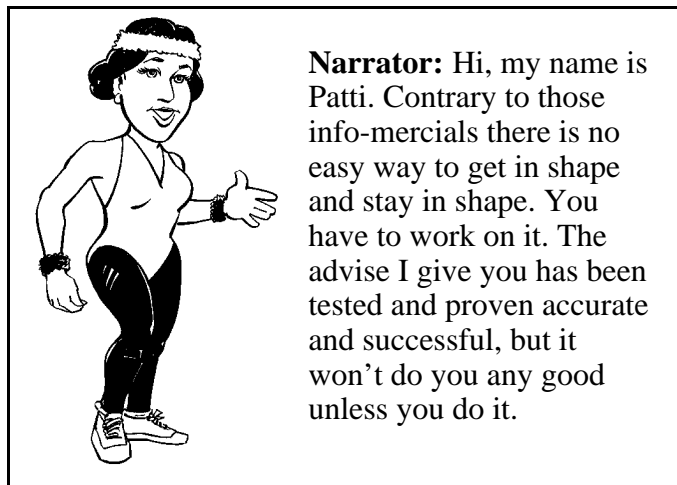 Narrator: Hi, my name is
Patti. Contrary to those
info-mercials there is no
easy way to get in shape
and stay in shape. You
have to work on it. The
advise I give you has been
tested and proven accurate
and successful, but it
won’t do you any good
unless you do it.